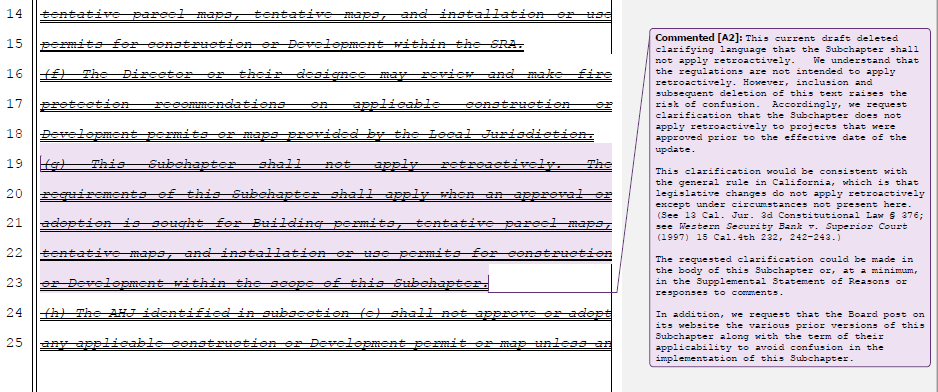 14 tentative parcel maps, tentative maps, and installation or use
15 permits for construction or Development within the SRA.
16 (f) The Director or their designee may review and make fire
17 protection recommendations on applicable construction or
18 Development permits or maps provided by the Local Jurisdiction.
19 (g) This Subchapter shall not apply retroactively. The
20 requirements of this Subchapter shall apply when an approval or
21 adoption is sought for Building permits, tentative parcel maps,
22 tentative maps, and installation or use permits for construction
23 or Development within the scope of this Subchapter.
24 (h) The AHJ identified in subsection (e) shall not approve or adopt
25 any applicable construction or Development permit or map unless an
Commented [A2]: This current draft deleted
clarifying language that the Subchapter shall
not apply retroactively. We understand that
the regulations are not intended to apply
retroactively. However, inclusion and
subsequent deletion of this text raises the
risk of confusion. Accordingly, we request
clarification that the Subchapter does not
apply retroactively to projects that were
approved prior to the effective date of the
update.
This clarification would be consistent with
the general rule in California, which is that
legislative changes do not apply retroactively
except under circumstances not present here.
(See 13 Cal. Jur. 3d Constitutional Law § 376;
see Western Security Bank v. Superior Court
(1997) 15 Cal.4th 232, 242-243.)
The requested clarification could be made in
the body of this Subchapter or, at a minimum,
in the Supplemental Statement of Reasons or
responses to comments.
In addition, we request that the Board post on
its website the various prior versions of this
Subchapter along with the term of their
applicability to avoid confusion in the
implementation of this Subchapter.